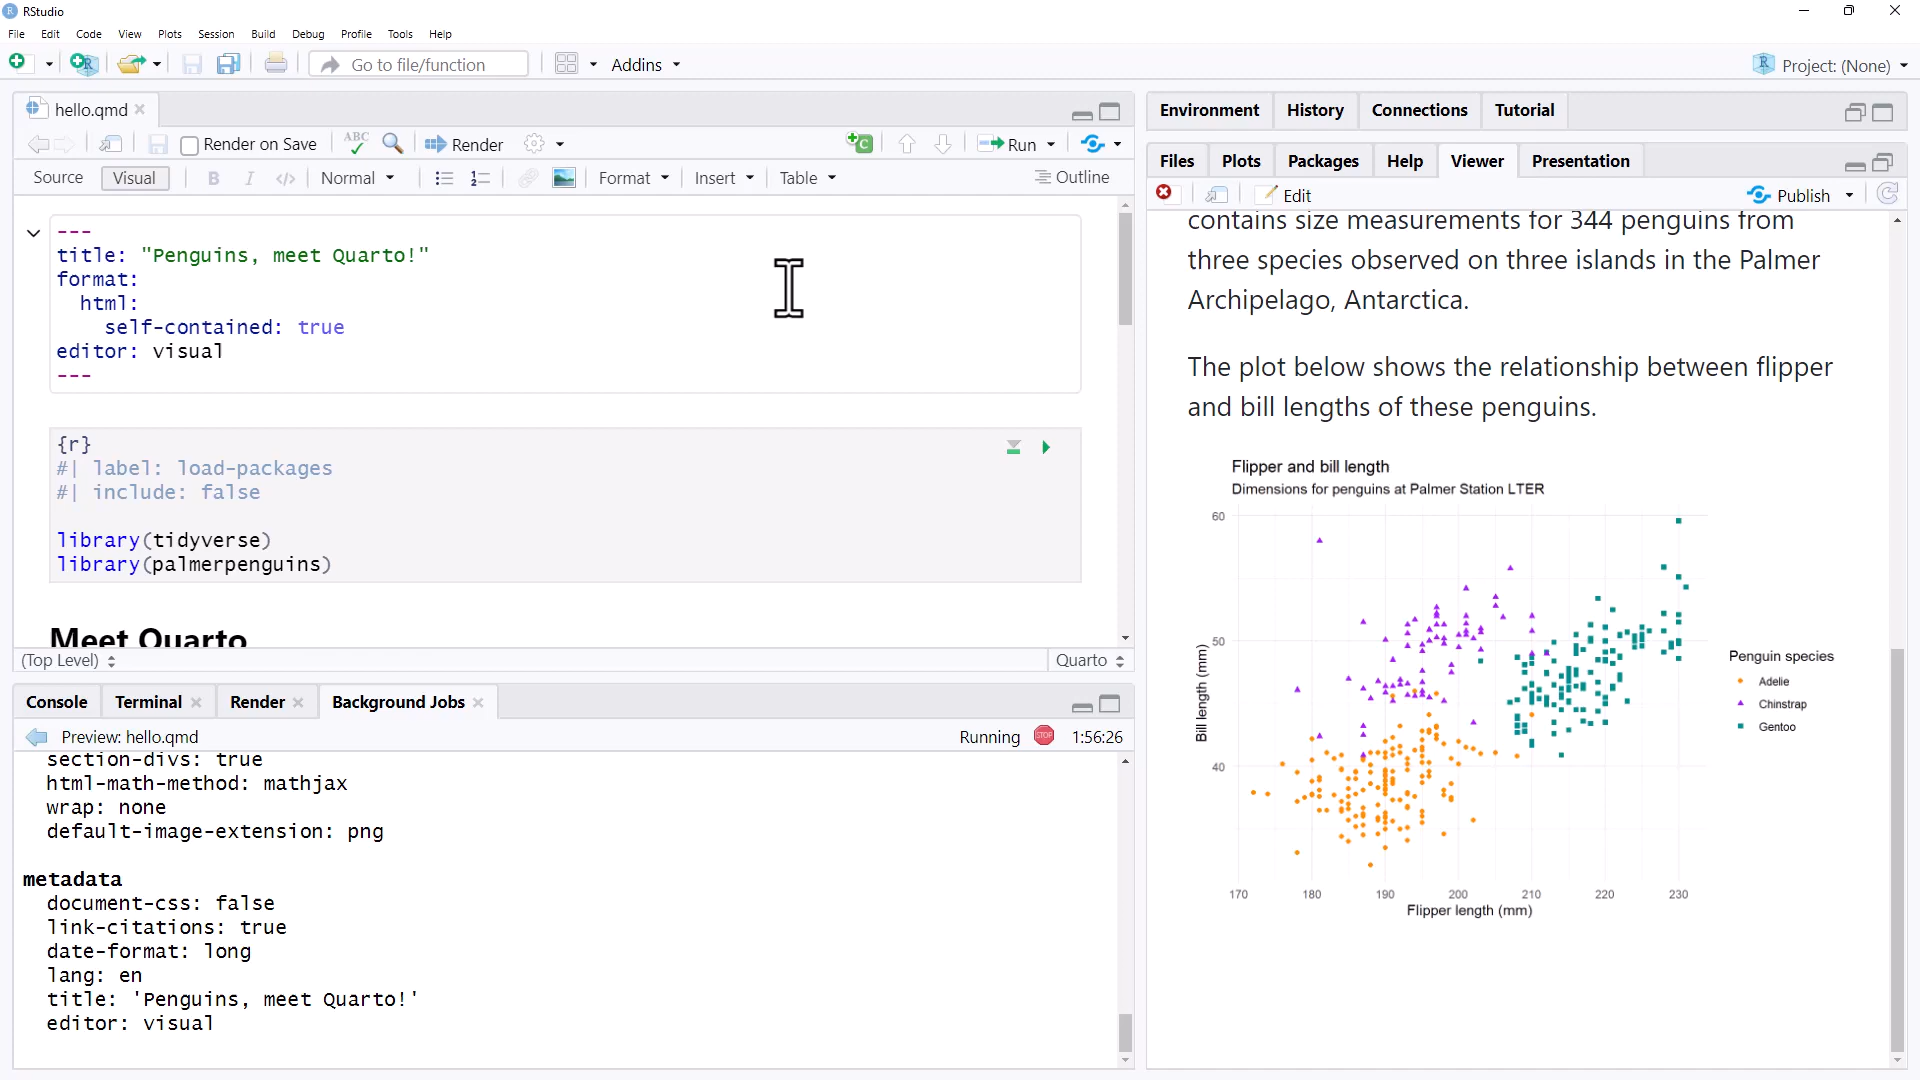 RStudio
File Edit Code View Plots Session Build Debug Profile Tools Help
Go to file/function
Addins
Project: (None)
hello.qmd
Render on Save
ABC
Render
Run
Source
Visual
B
I
</>
Normal
Format
Insert
Table
Outline
---
title: "Penguins, meet Quarto!"
format:
html:
self-contained: true
editor: visual
---
{r}
#| label: load-packages
#| include: false
library(tidyverse)
library(palmerpenguins)
Meet Quarto
(Top Level)
Quarto
Console Terminal Render Background Jobs
Preview: hello.qmd
Running
STOP
1:56:26
section-divs: true
html-math-method: mathjax
wrap: none
default-image-extension: png
metadata
document-css: false
link-citations: true
date-format: long
lang: en
title: 'Penguins, meet Quarto!'
editor: visual
Environment History Connections Tutorial
Files Plots Packages Help Viewer Presentation
Edit
Publish
contains size measurements for 344 penguins from
three species observed on three islands in the Palmer
Archipelago, Antarctica.
The plot below shows the relationship between flipper
and bill lengths of these penguins.
Flipper and bill length
Dimensions for penguins at Palmer Station LTER
60
50
40
Bill length (mm)
170 180 190 200 210 220 230
Flipper length (mm)
Penguin species
Adelie
Chinstrap
Gentoo